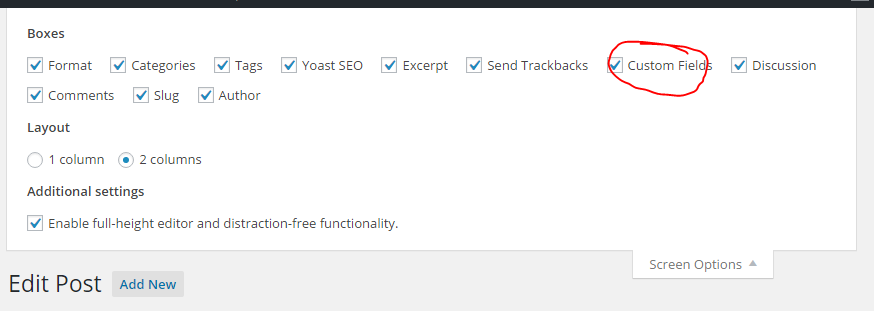 Boxes
Format Categories Tags Yoast SEO Excerpt Send Trackbacks Custom Fields Discussion
Comments Slug Author
Layout
1 column 2 columns
Additional settings
Enable full-height editor and distraction-free functionality.
Screen Options
Edit Post Add New